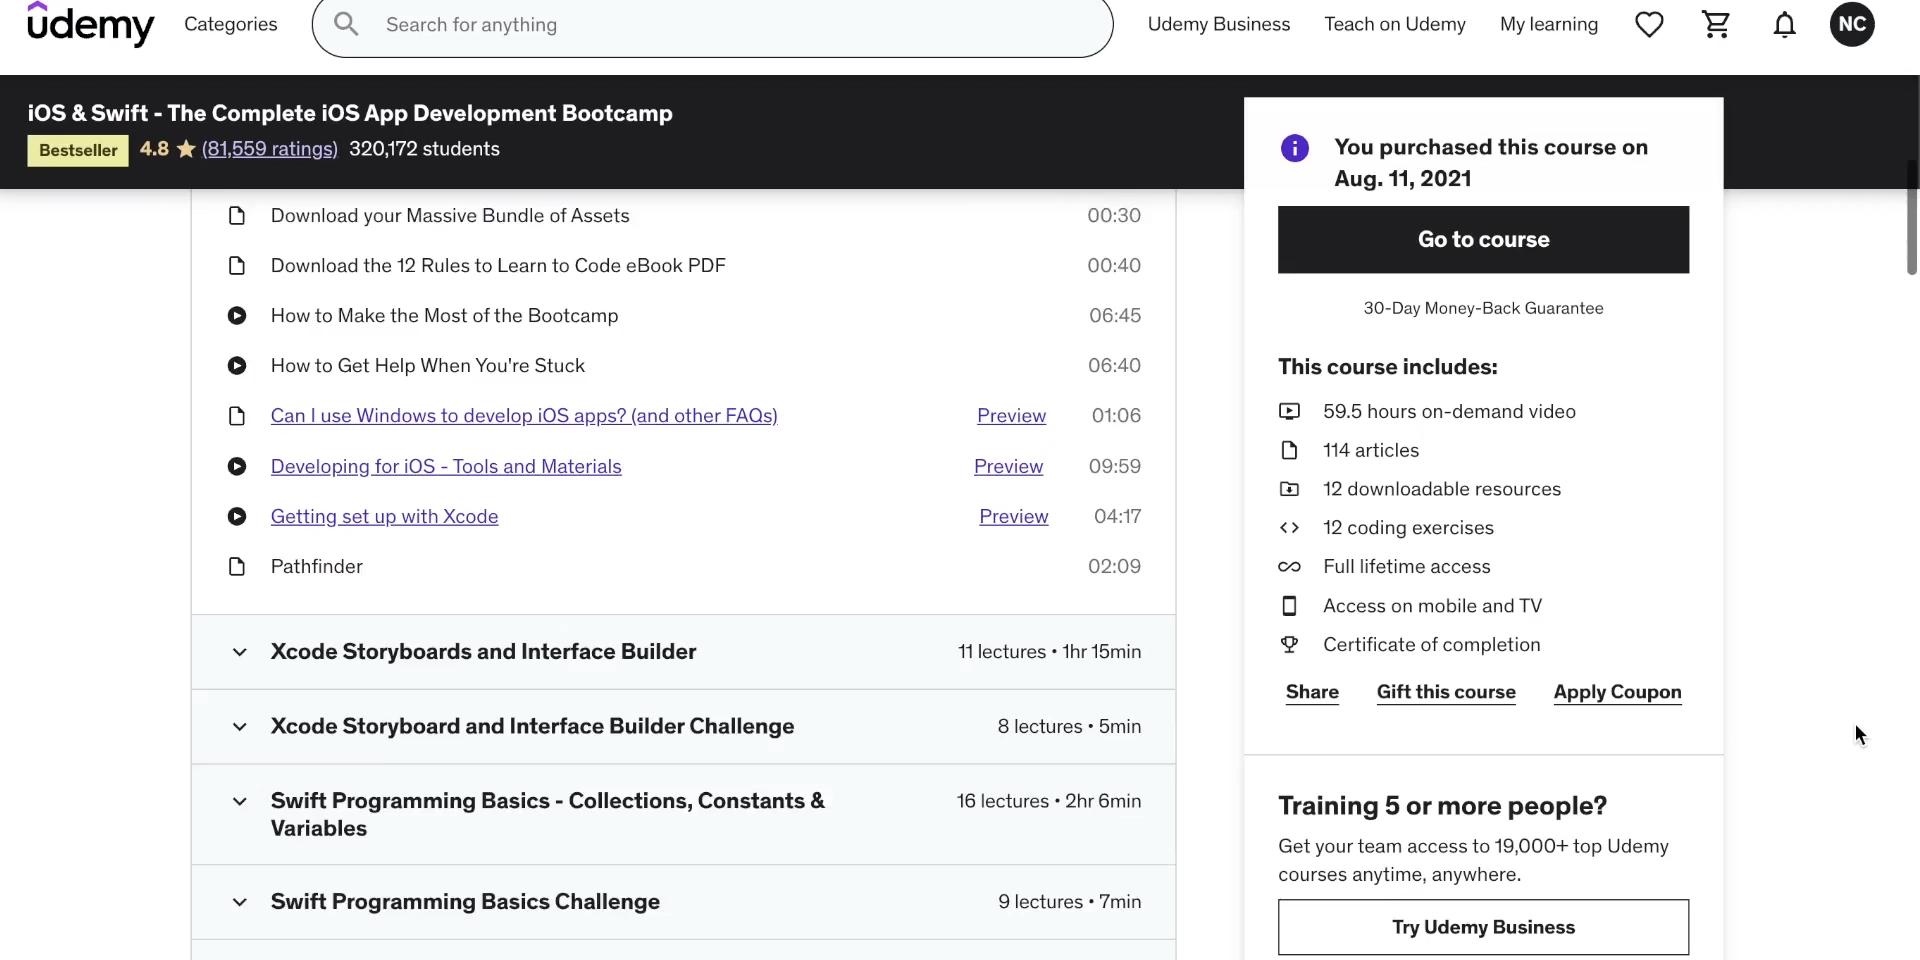 udemy
Categories
Search for anything
Udemy Business
Teach on Udemy
My learning
NC
iOS & Swift - The Complete iOS App Development Bootcamp
Bestseller 4.8 (81,559 ratings) 320,172 students
Download your Massive Bundle of Assets 00:30
Download the 12 Rules to Learn to Code eBook PDF 00:40
How to Make the Most of the Bootcamp 06:45
How to Get Help When You're Stuck 06:40
Can I use Windows to develop iOS apps? (and other FAQs) Preview 01:06
Developing for iOS - Tools and Materials Preview 09:59
Getting set up with Xcode Preview 04:17
Pathfinder 02:09
Xcode Storyboards and Interface Builder 11 lectures • 1hr 15min
Xcode Storyboard and Interface Builder Challenge 8 lectures • 5min
Swift Programming Basics - Collections, Constants & 16 lectures • 2hr 6min
Variables
Swift Programming Basics Challenge 9 lectures • 7min
You purchased this course on
Aug. 11, 2021
Go to course
30-Day Money-Back Guarantee
This course includes:
59.5 hours on-demand video
114 articles
12 downloadable resources
12 coding exercises
Full lifetime access
Access on mobile and TV
Certificate of completion
Share Gift this course Apply Coupon
Training 5 or more people?
Get your team access to 19,000+ top Udemy
courses anytime, anywhere.
Try Udemy Business